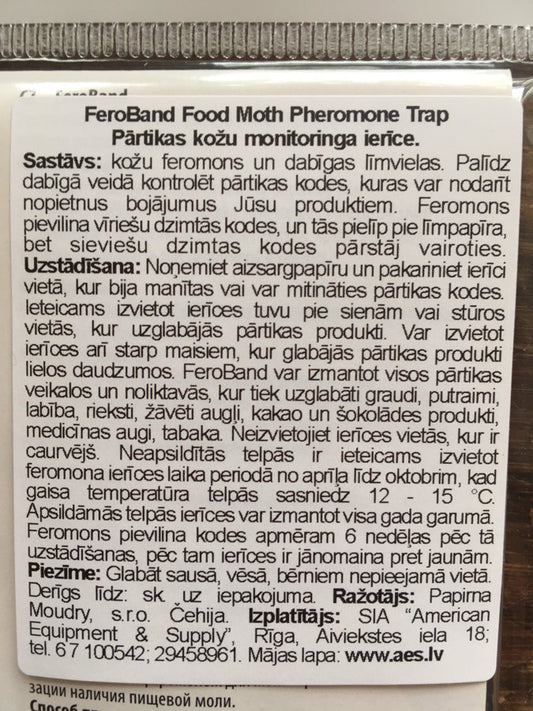 FeroBand Food Moth Pheromone Trap
Pārtikas kožu monitoringa ierīce.
Sastāvs: kožu feromons un dabīgas līmvielas. Palīdz
dabīgā veidā kontrolēt pārtikas kodes, kuras var nodarīt
nopietnus bojājumus Jūsu produktiem. Feromons
pievilina vīriešu dzimtās kodes, un tās pielīp pie līmpapīra,
bet sieviešu dzimtas kodes pārstāj vairoties.
Uzstādīšana: Noņemiet aizsargpapīru un pakariniet ierīci
vietā, kur bija manītas vai var mitināties pārtikas kodes.
Ieteicams izvietot ierīces tuvu pie sienām vai stūros
vietās, kur uzglabājās pārtikas produkti. Var izvietot
ierīces arī starp maisiem, kur glabājās pārtikas produkti
lielos daudzumos. FeroBand var izmantot visos pārtikas
veikalos un noliktavās, kur tiek uzglabāti graudi, putraimi,
labība, rieksti, žāvēti augļi, kakao un šokolādes produkti,
medicīnas augi, tabaka. Neizvietojiet ierīces vietās, kur ir
caurvējš. Neapsildītās telpās ir ieteicams izvietot
feromona ierīces laika periodā no aprīļa līdz oktobrim, kad
gaisa temperatūra telpās sasniedz 12 - 15 °C.
Apsildāmās telpās ierīces var izmantot visa gada garumā.
Feromons pievilina kodes apmēram 6 nedēļas pēc tā
uzstādīšanas, pēc tam ierīces ir jānomaina pret jaunām.
Piezīme: Glabāt sausā, vēsā, bērniem nepieejamā vietā.
Derīgs līdz: sk. uz iepakojuma. Ražotājs: Papirna
Moudry, s.r.o. Čehija. Izplatītājs: SIA “American
Equipment & Supply”, Rīga, Aiviekstes iela 18;
tel. 67 100542; 29458961. Mājas lapa: www.aes.lv
зации наличия пищевой моли.